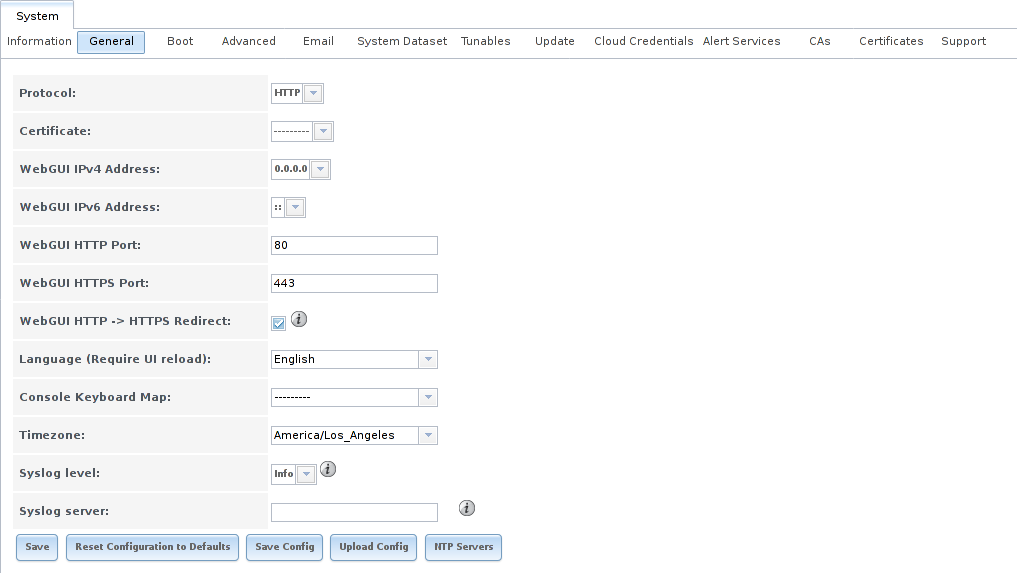 System
Information General Boot Advanced Email System Dataset Tunables Update Cloud Credentials Alert Services CAs Certificates Support
Protocol: HTTP
Certificate: ---------
WebGUI IPv4 Address: 0.0.0.0
WebGUI IPv6 Address: ::
WebGUI HTTP Port: 80
WebGUI HTTPS Port: 443
WebGUI HTTP -> HTTPS Redirect: i
Language (Require UI reload): English
Console Keyboard Map: ---------
Timezone: America/Los_Angeles
Syslog level: Info i
Syslog server: i
Save Reset Configuration to Defaults Save Config Upload Config NTP Servers